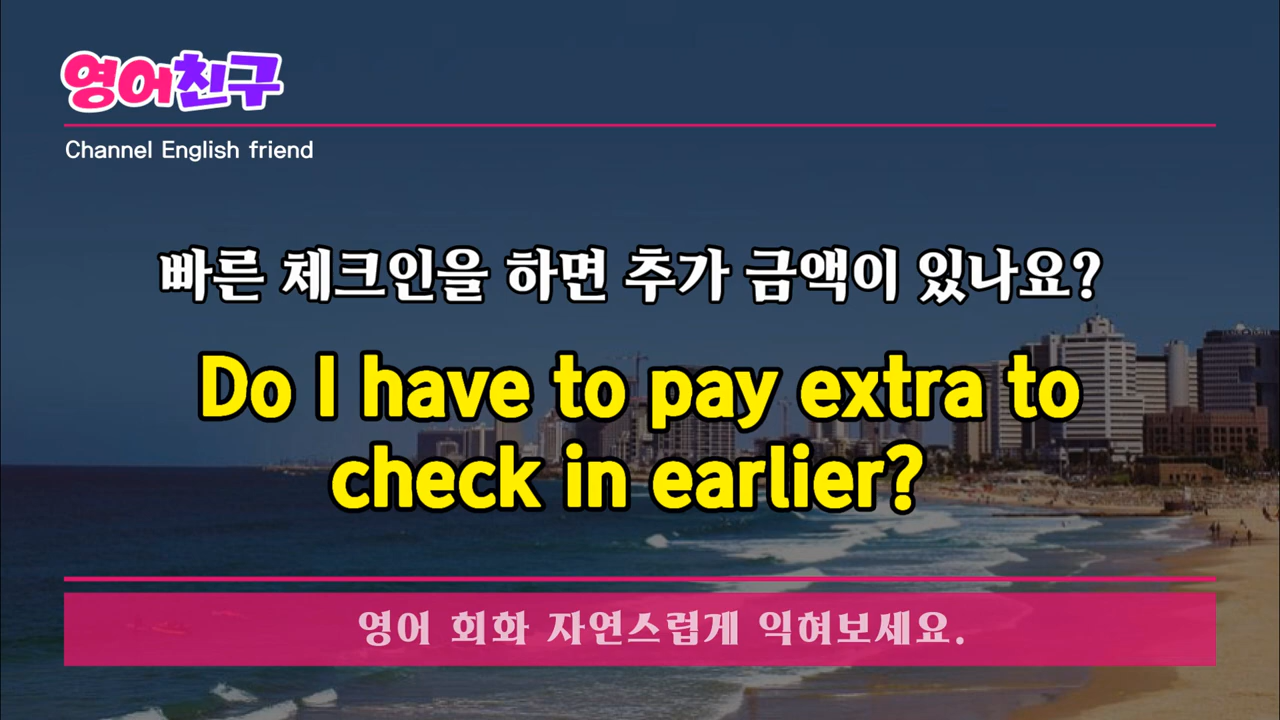 영어친구
Channel English friend
빠른 체크인을 하면 추가 금액이 있나요?
Do I have to pay extra to
check in earlier?
영어 회화 자연스럽게 익혀보세요.